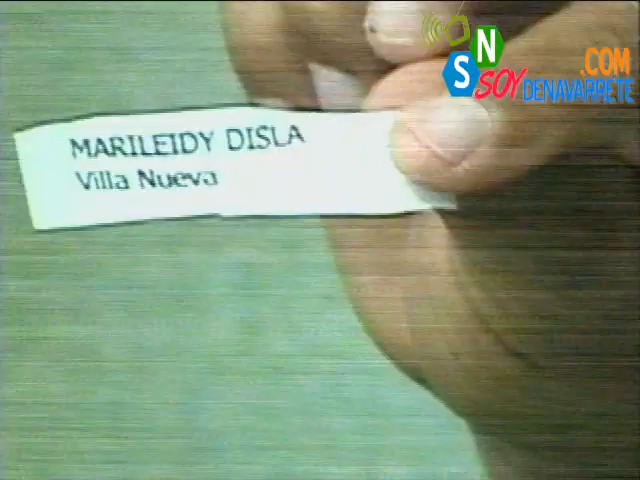 SN
SOYDENAVARRETE
.COM
MARILEIDY DISLA
Villa Nueva